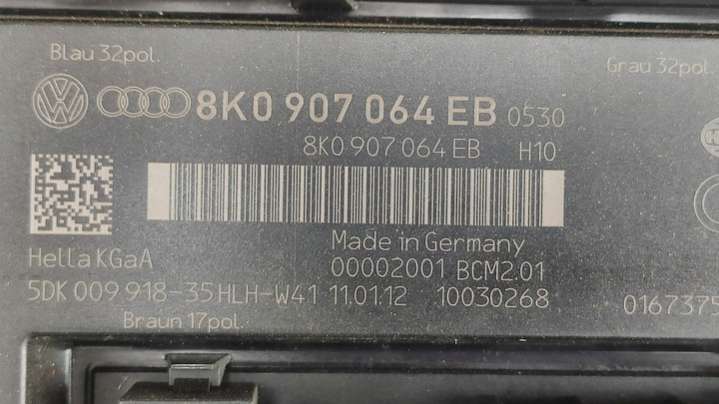 Blau 32pol.
Grau 32pol.
8K0 907 064 EB 0530
8K0 907 064 EB H10
Made in Germany
Hella KGaA
00002001 BCM2.01
5DK 009 918-35 HLH-W41 11.01.12 10030268
0167375
Braun 17pol.